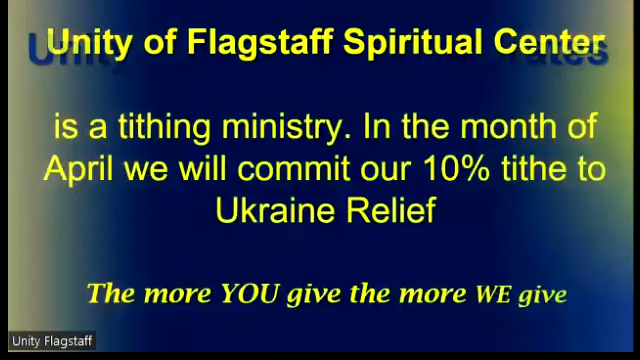 Unity of Flagstaff Spiritual Center
is a tithing ministry. In the month of
April we will commit our 10% tithe to
Ukraine Relief
The more YOU give the more WE give
Unity Flagstaff